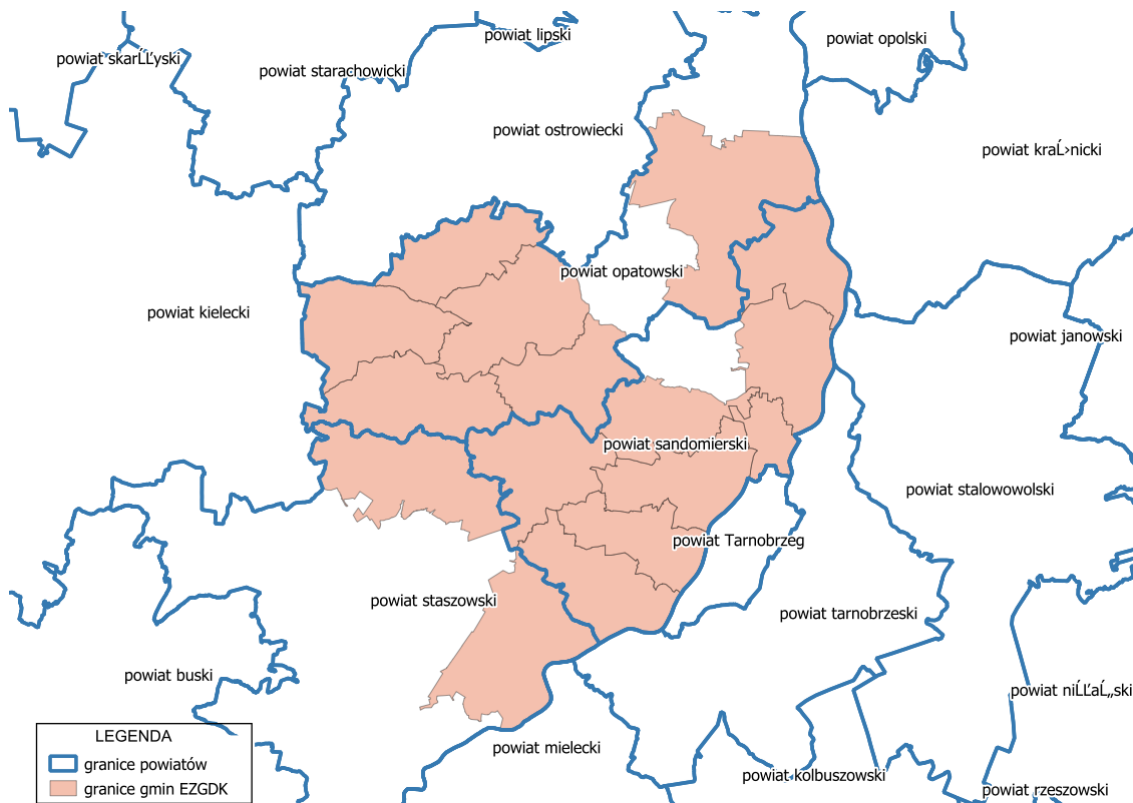 powiat lipski
powiat opolski
powiat skarĹĽyski
powiat starachowicki
powiat ostrowiecki
powiat kraĹ›nicki
powiat opatowski
powiat kielecki
powiat janowski
powiat sandomierski
powiat stalowowolski
powiat Tarnobrzeg
powiat staszowski
powiat tarnobrzeski
powiat buski
powiat niĹĽaĹ„ski
powiat mielecki
powiat kolbuszowski
powiat rzeszowski
LEGENDA
granice powiatów
granice gmin EZGDK